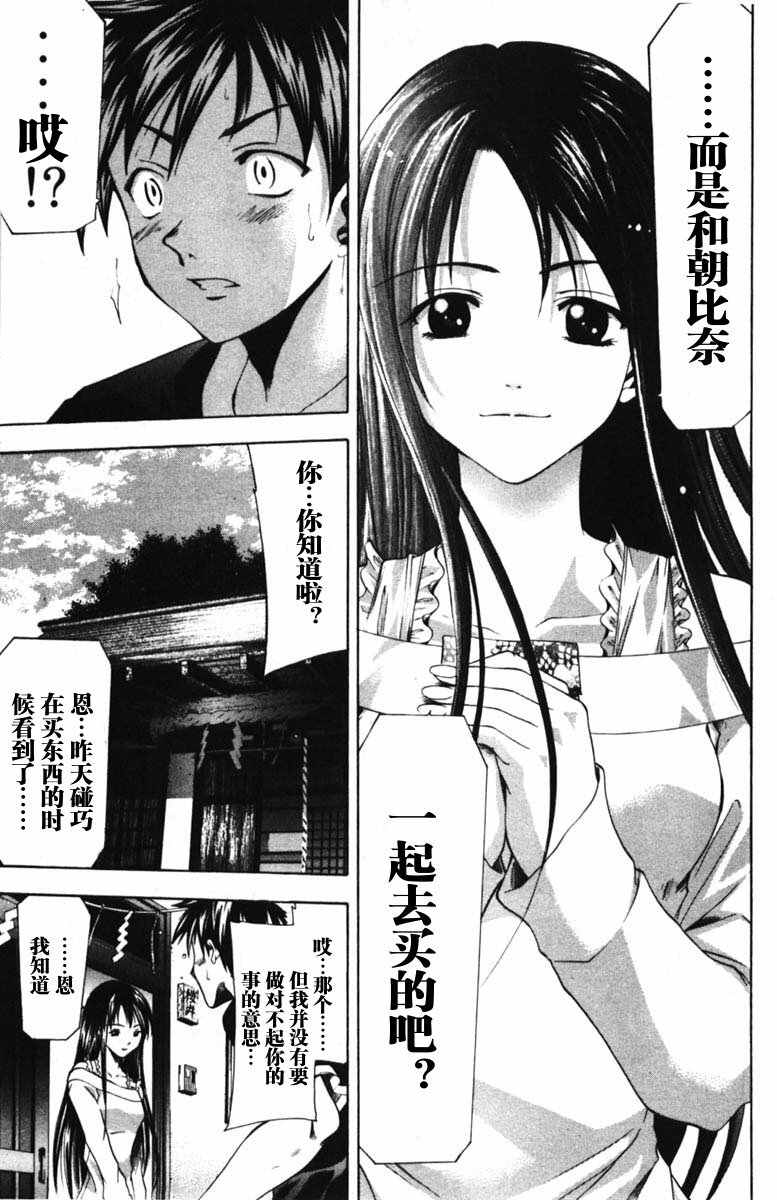 ……而是和朝比奈
一起去买的吧？
‥‥
哎!?
你…你知道啦？
恩…昨天碰巧
在买东西的时
候看到了……
哎…那个……
但我并没有要
做对不起你的
事的意思…
……恩
我知道